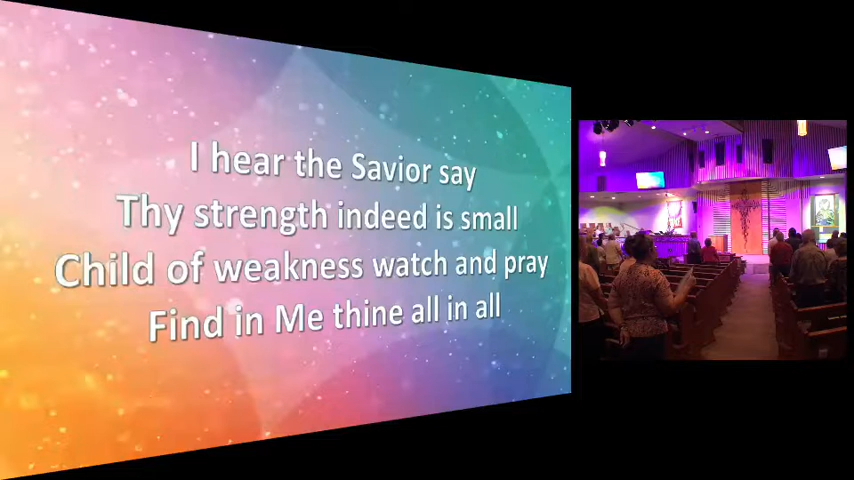 I hear the Savior say
Thy strength indeed is small
Child of weakness watch and pray
Find in Me thine all in all